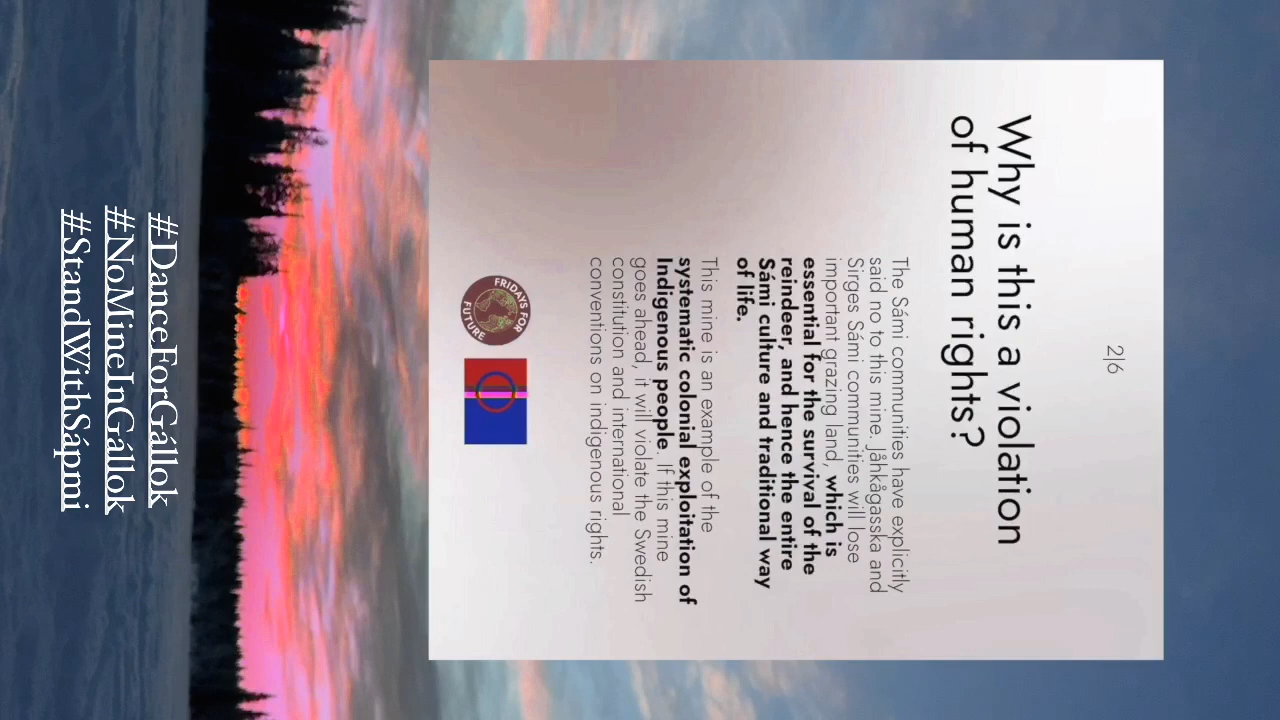 2|6
Why is this a violation
of human rights?
The Sámi communities have explicitly
said no to this mine. Jåhkågasska and
Sirges Sámi communities will lose
important grazing land, which is
essential for the survival of the
reindeer, and hence the entire
Sámi culture and traditional way
of life.
This mine is an example of the
systematic colonial exploitation of
Indigenous people. If this mine
goes ahead, it will violate the Swedish
constitution and international
conventions on indigenous rights.
FRIDAYS FOR
FUTURE
#DanceForGállok
#NoMineInGállok
#StandWithSápmi